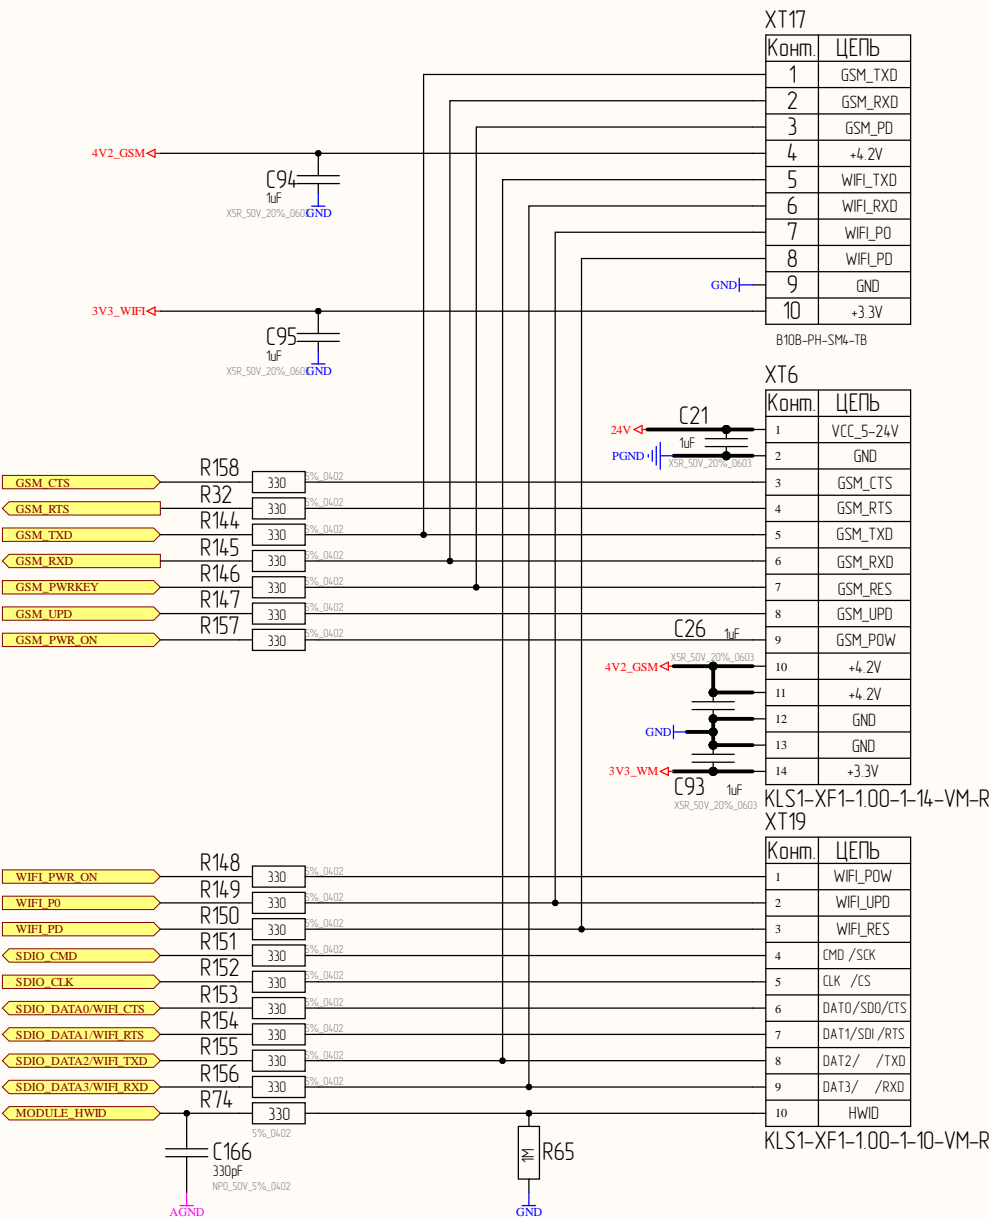 XT17
Конт. ЦЕПЬ
1 GSM_TXD
2 GSM_RXD
3 GSM_PD
4V2_GSM 4 +4.2V
5 WIFI_TXD
C94
1uF
X5R_50V_20%_060 GND
6 WIFI_RXD
7 WIFI_P0
8 WIFI_PD
GND 9 GND
3V3_WIFI 10 +3.3V
C95
1uF
X5R_50V_20%_060 GND
B10B-PH-SM4-TB
XT6
Конт. ЦЕПЬ
C21
24V 1 VCC_5-24V
1uF
PGND 2 GND
X5R_50V_20%_0603
GSM_CTS R158 330 5%_0402 3 GSM_CTS
GSM_RTS R32 330 5%_0402 4 GSM_RTS
GSM_TXD R144 330 5%_0402 5 GSM_TXD
GSM_RXD R145 330 5%_0402 6 GSM_RXD
GSM_PWRKEY R146 330 5%_0402 7 GSM_RES
GSM_UPD R147 330 5%_0402 8 GSM_UPD
GSM_PWR_ON R157 330 5%_0402 9 GSM_POW
C26 1uF
X5R_50V_20%_0603
4V2_GSM 10 +4.2V
11 +4.2V
12 GND
GND
13 GND
3V3_WM 14 +3.3V
C93 1uF
X5R_50V_20%_0603
KLS1-XF1-1.00-1-14-VM-R
XT19
Конт. ЦЕПЬ
WIFI_PWR_ON R148 330 5%_0402 1 WIFI_POW
WIFI_P0 R149 330 5%_0402 2 WIFI_UPD
WIFI_PD R150 330 5%_0402 3 WIFI_RES
SDIO_CMD R151 330 5%_0402 4 CMD /SCK
SDIO_CLK R152 330 5%_0402 5 CLK /CS
SDIO_DATA0/WIFI_CTS R153 330 5%_0402 6 DAT0/SDO/CTS
SDIO_DATA1/WIFI_RTS R154 330 5%_0402 7 DAT1/SDI /RTS
SDIO_DATA2/WIFI_TXD R155 330 5%_0402 8 DAT2/ /TXD
SDIO_DATA3/WIFI_RXD R156 330 5%_0402 9 DAT3/ /RXD
MODULE_HWID R74 330 10 HWID
5%_0402
KLS1-XF1-1.00-1-10-VM-R
C166
330pF
NP0_50V_5%_0402
AGND
1M R65
GND